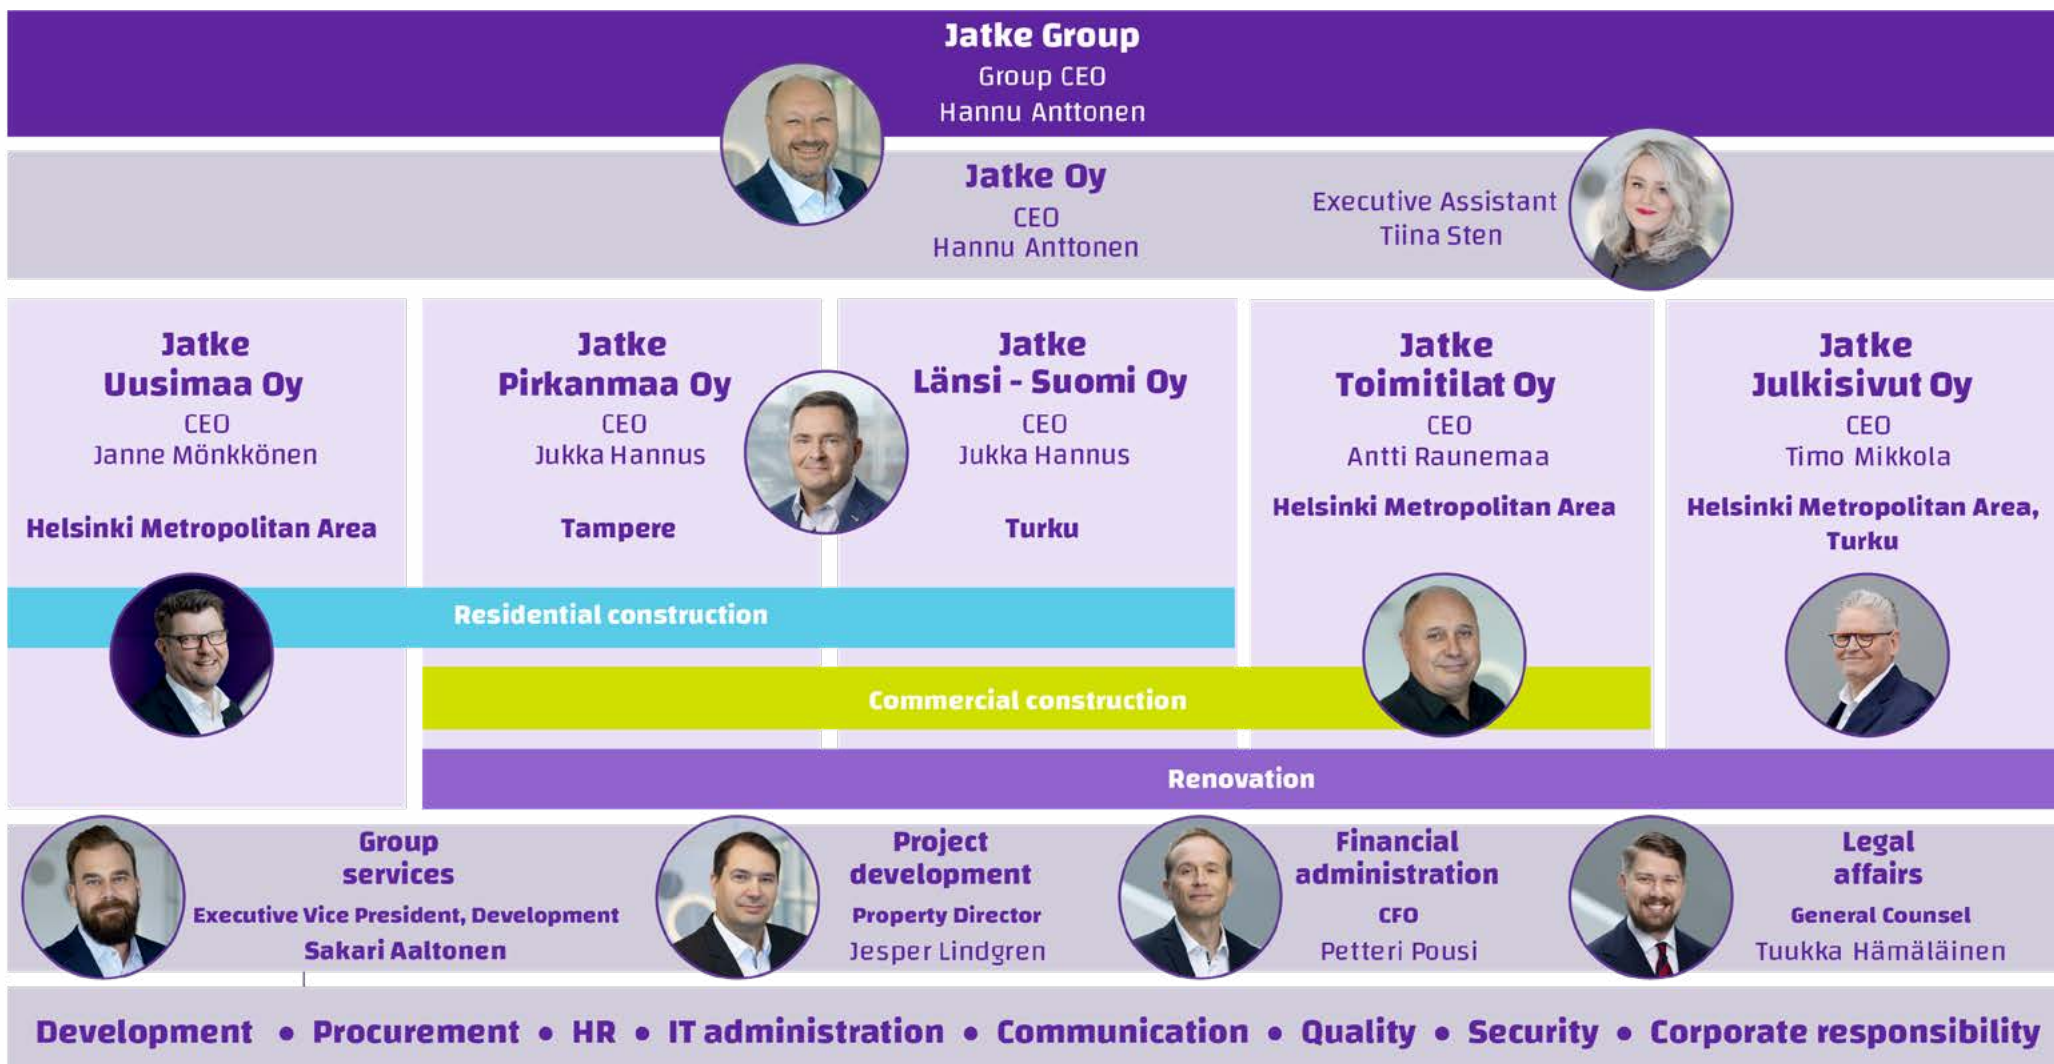 Jatke Group
Group CEO
Hannu Anttonen
Jatke Oy
CEO
Hannu Anttonen
Executive Assistant
Tiina Sten
Jatke
Uusimaa Oy
CEO
Janne Mönkkönen
Helsinki Metropolitan Area
Jatke
Pirkanmaa Oy
CEO
Jukka Hannus
Tampere
Jatke
Länsi - Suomi Oy
CEO
Jukka Hannus
Turku
Jatke
Toimitilat Oy
CEO
Antti Raunemaa
Helsinki Metropolitan Area
Jatke
Julkisivut Oy
CEO
Timo Mikkola
Helsinki Metropolitan Area,
Turku
Residential construction
Commercial construction
Renovation
Group
services
Executive Vice President, Development
Sakari Aaltonen
Project
development
Property Director
Jesper Lindgren
Financial
administration
CFO
Petteri Pousi
Legal
affairs
General Counsel
Tuukka Hämäläinen
Development • Procurement • HR • IT administration • Communication • Quality • Security • Corporate responsibility